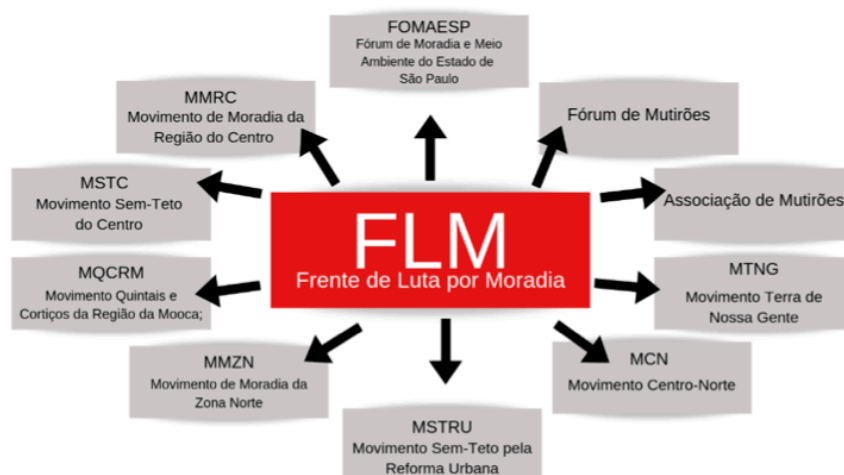 FOMAESP
Fórum de Moradia e Meio
Ambiente do Estado de
São Paulo
MMRC
Movimento de Moradia da
Região do Centro
Fórum de Mutirões
MSTC
Movimento Sem-Teto
do Centro
Associação de Mutirões
FLM
Frente de Luta por Moradia
MQCRM
Movimento Quintais e
Cortiços da Região da Mooca;
MTNG
Movimento Terra de
Nossa Gente
MMZN
Movimento de Moradia da
Zona Norte
MCN
Movimento Centro-Norte
MSTRU
Movimento Sem-Teto pela
Reforma Urbana